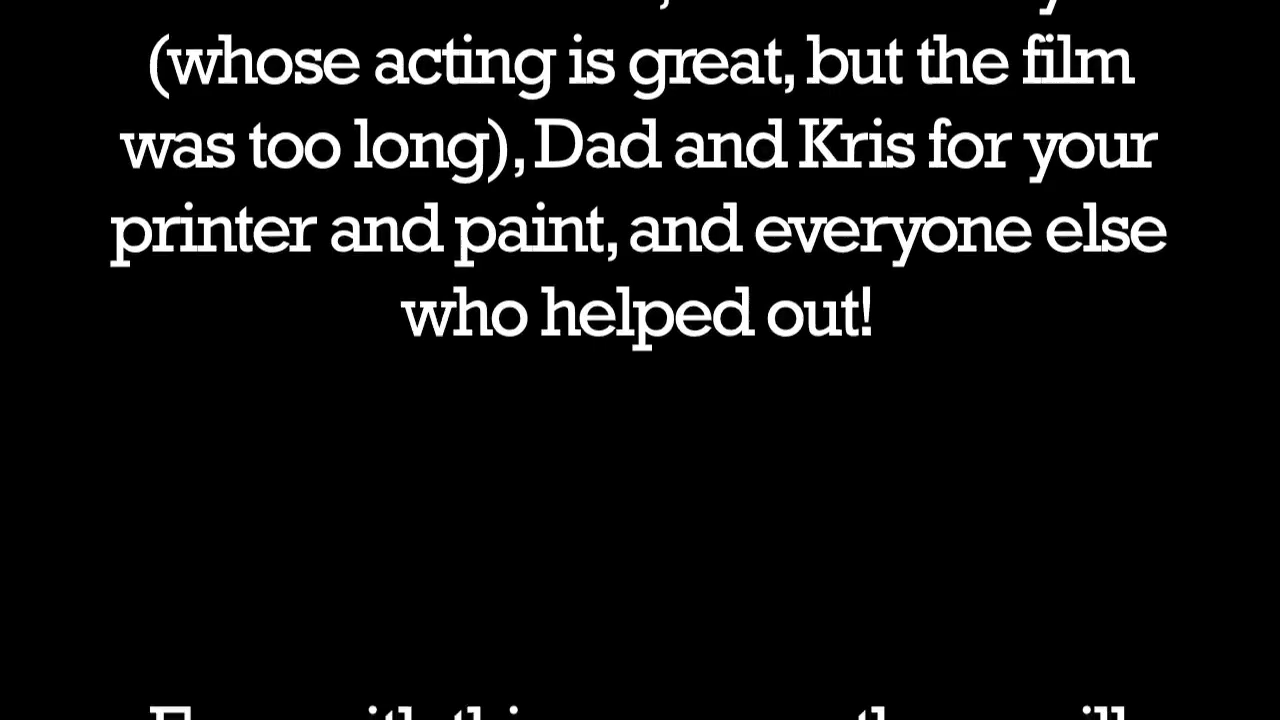 (whose acting is great, but the film
was too long), Dad and Kris for your
printer and paint, and everyone else
who helped out!